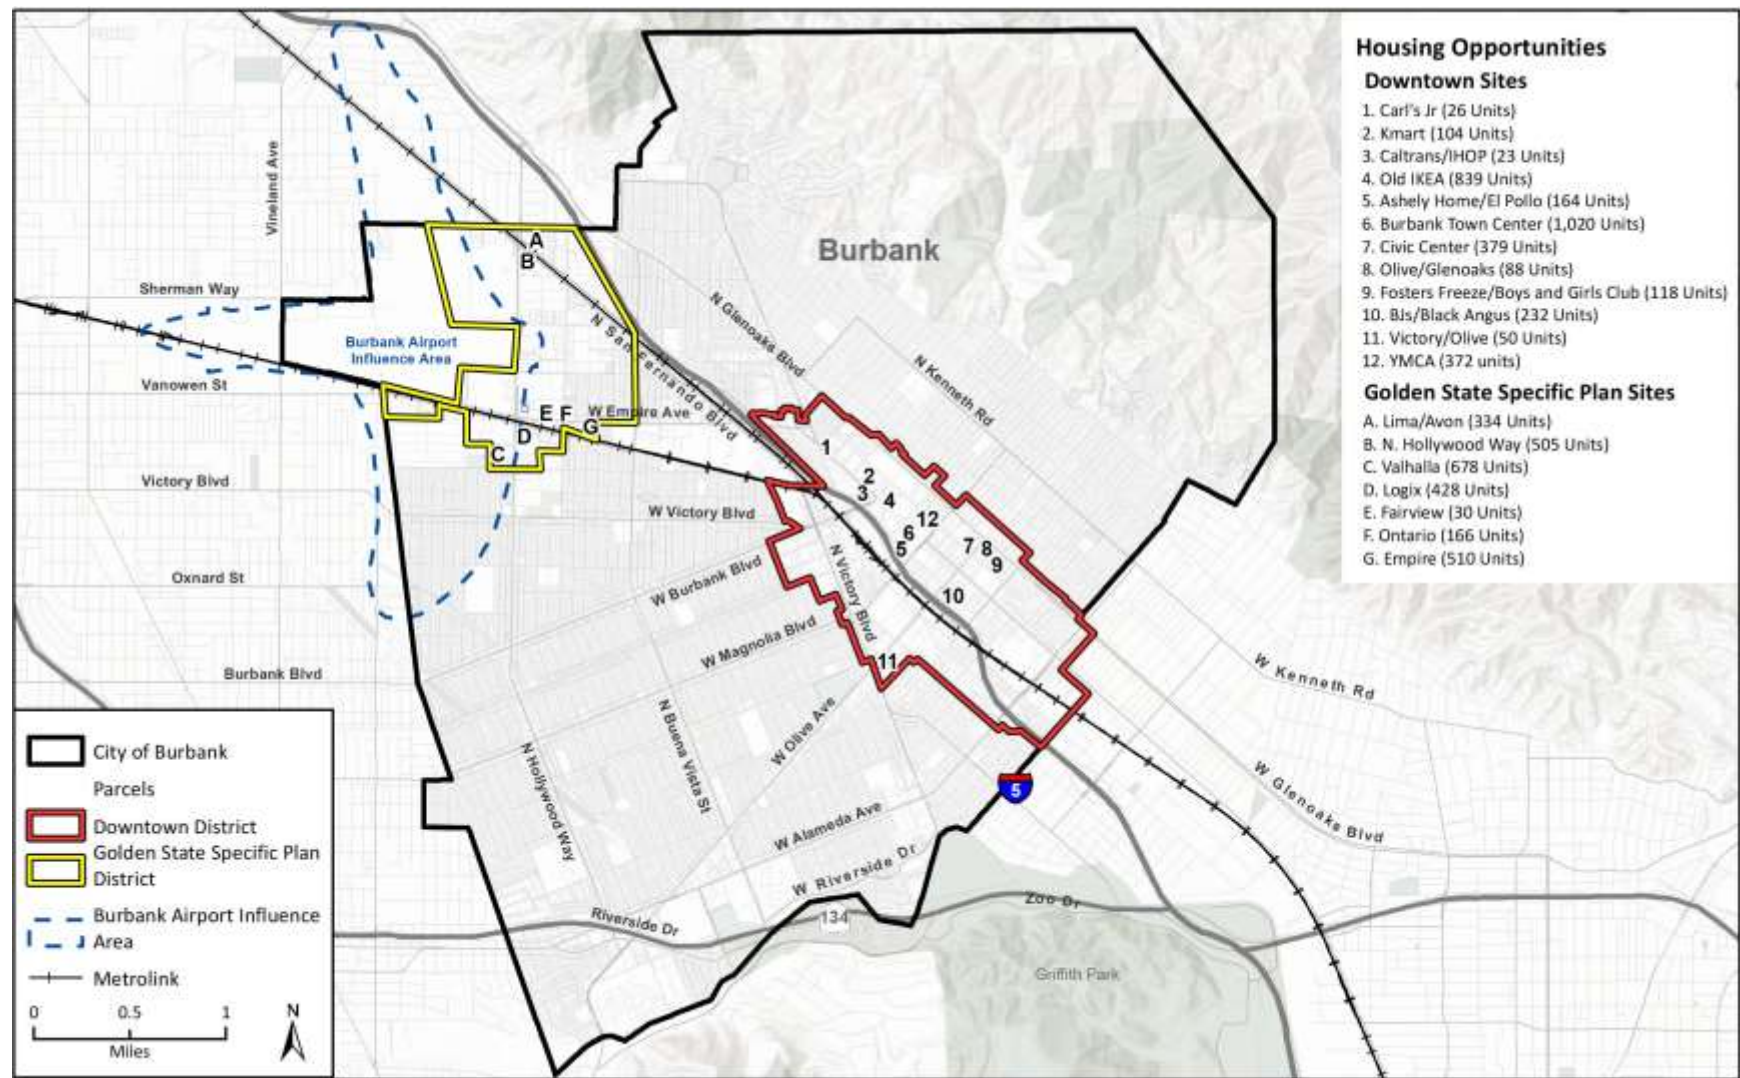 Housing Opportunities
Downtown Sites
1. Carl's Jr (26 Units)
2. Kmart (104 Units)
3. Caltrans/IHOP (23 Units)
4. Old IKEA (839 Units)
5. Ashely Home/El Pollo (164 Units)
6. Burbank Town Center (1,020 Units)
7. Civic Center (379 Units)
8. Olive/Glenoaks (88 Units)
9. Fosters Freeze/Boys and Girls Club (118 Units)
10. BJs/Black Angus (232 Units)
11. Victory/Olive (50 Units)
12. YMCA (372 units)
Golden State Specific Plan Sites
A. Lima/Avon (334 Units)
B. N. Hollywood Way (505 Units)
C. Valhalla (678 Units)
D. Logix (428 Units)
E. Fairview (30 Units)
F. Ontario (166 Units)
G. Empire (510 Units)
Vineland Ave
A
B
Burbank
Sherman Way
N Glenoaks Blvd
N San Fernando Blvd
Burbank Airport
Influence Area
N Kenneth Rd
Vanowen St
E
F
W Empire Ave
G
D
C
1
2
3
4
12
6
5
7
8
9
10
11
Victory Blvd
W Victory Blvd
Oxnard St
W Burbank Blvd
N Victory Blvd
W Magnolia Blvd
Burbank Blvd
W Kenneth Rd
N Buena Vista St
W Olive Ave
N Hollywood Way
5
W Glenoaks Blvd
W Alameda Ave
W Riverside Dr
Riverside Dr
134
Zoo Dr
Griffith Park
City of Burbank
Parcels
Downtown District
Golden State Specific Plan
District
Burbank Airport Influence
Area
Metrolink
0 0.5 1
Miles
N